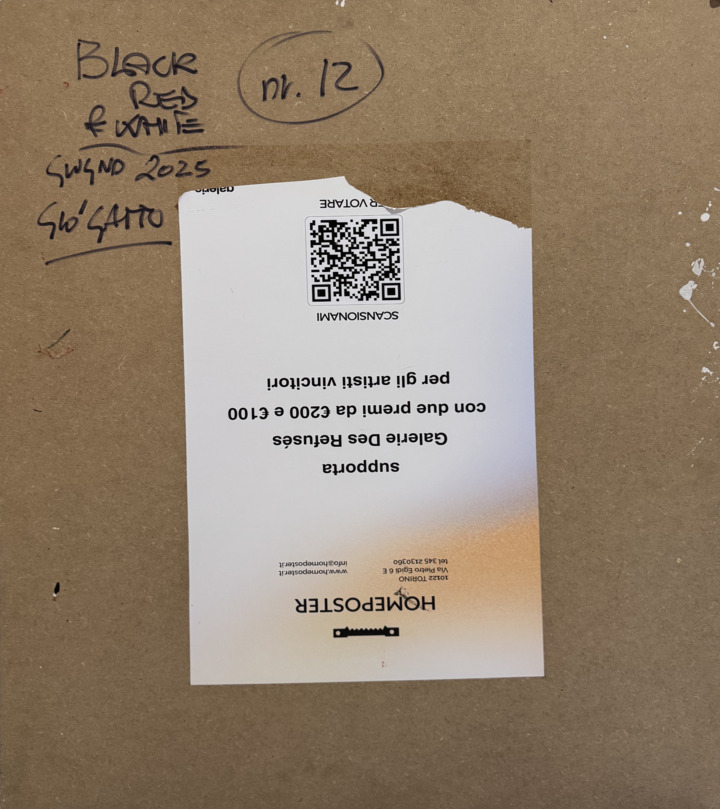 BLACK
RED
& WHITE
nr. 12
GIUGNO 2025
GIO' GATTO
HOMEPOSTER
10122 TORINO
Via Pietro Egidi 6 E
tel 345 2130360
www.homeposter.it
info@homeposter.it
supporta
Galerie Des Refusés
con due premi da €200 e €100
per gli artisti vincitori
SCANSIONAMI
VOTARE